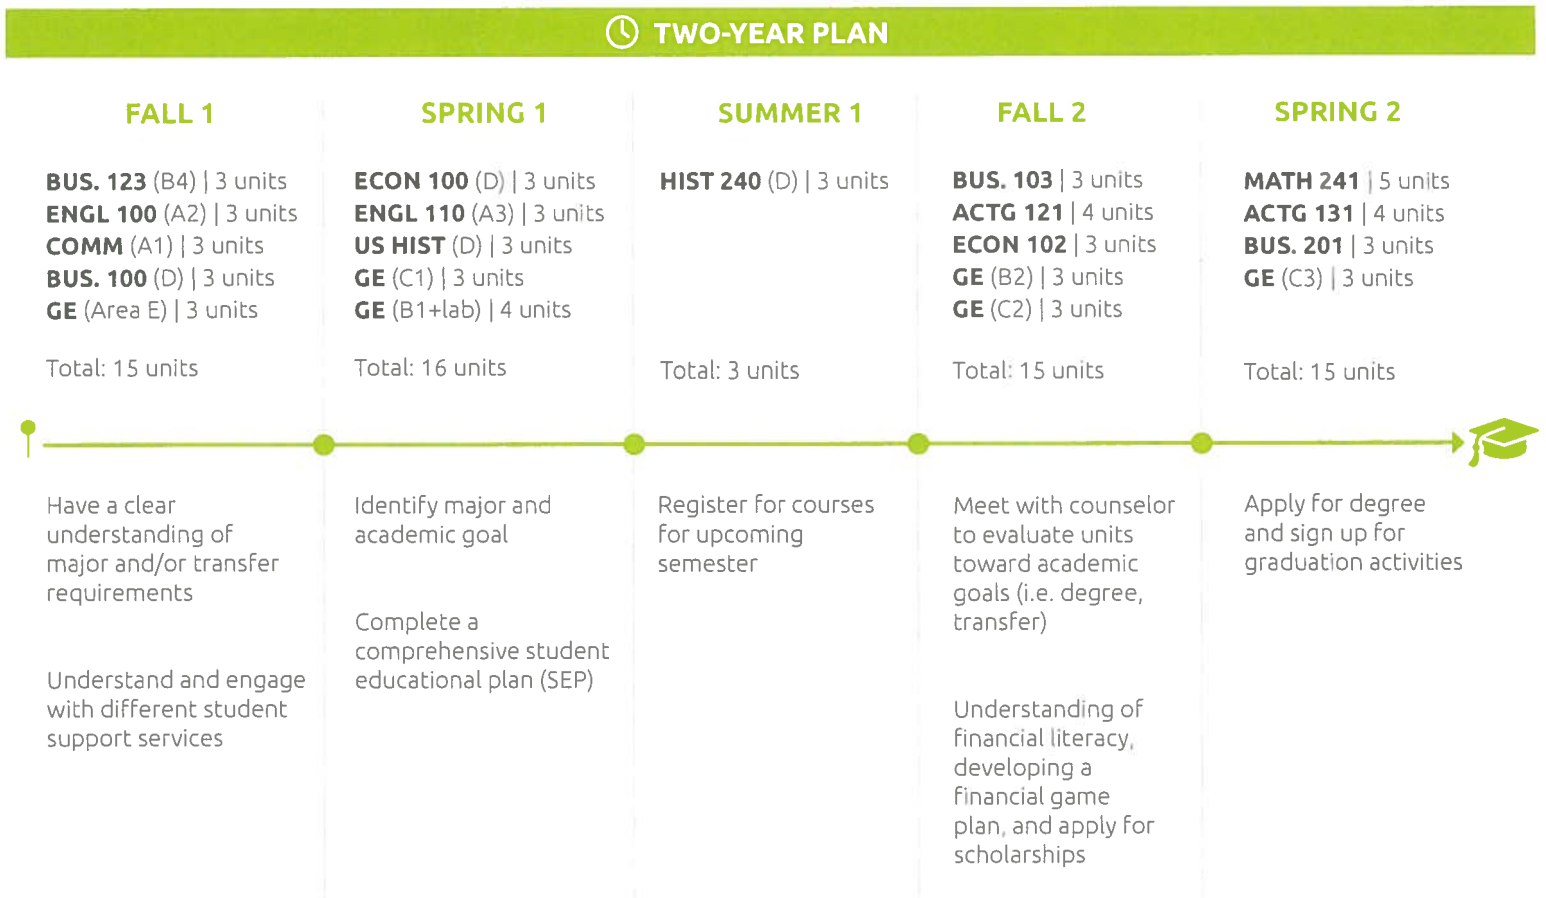 TWO-YEAR PLAN
FALL 1
BUS. 123 (B4) | 3 units
ENGL 100 (A2) | 3 units
COMM (A1) | 3 units
BUS. 100 (D) | 3 units
GE (Area E) | 3 units
Total: 15 units
Have a clear
understanding of
major and/or transfer
requirements
Understand and engage
with different student
support services
SPRING 1
ECON 100 (D) | 3 units
ENGL 110 (A3) | 3 units
US HIST (D) | 3 units
GE (C1) | 3 units
GE (B1+lab) | 4 units
Total: 16 units
Identify major and
academic goal
Complete a
comprehensive student
educational plan (SEP)
SUMMER 1
HIST 240 (D) | 3 units
Total: 3 units
Register for courses
for upcoming
semester
FALL 2
BUS. 103 | 3 units
ACTG 121 | 4 units
ECON 102 | 3 units
GE (B2) | 3 units
GE (C2) | 3 units
Total: 15 units
Meet with counselor
to evaluate units
toward academic
goals (i.e. degree,
transfer)
Understanding of
financial literacy,
developing a
financial game
plan, and apply for
scholarships
SPRING 2
MATH 241 | 5 units
ACTG 131 | 4 units
BUS. 201 | 3 units
GE (C3) | 3 units
Total: 15 units
Apply for degree
and sign up for
graduation activities